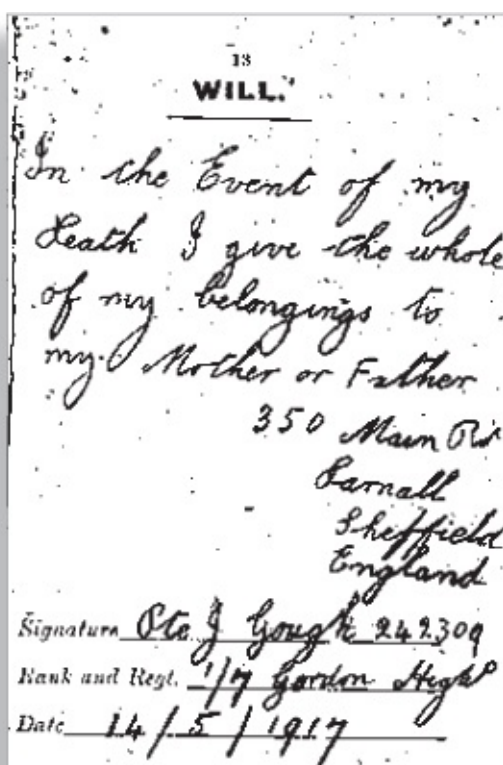 13
WILL.
In the Event of my
Death I give the whole
of my belongings to
my Mother or Father
350 Main Rd
Darnall
Sheffield
England
Signature Pte J Gough 242309
Rank and Regt. 1/7 Gordon Highrs
Date 14/5/1917